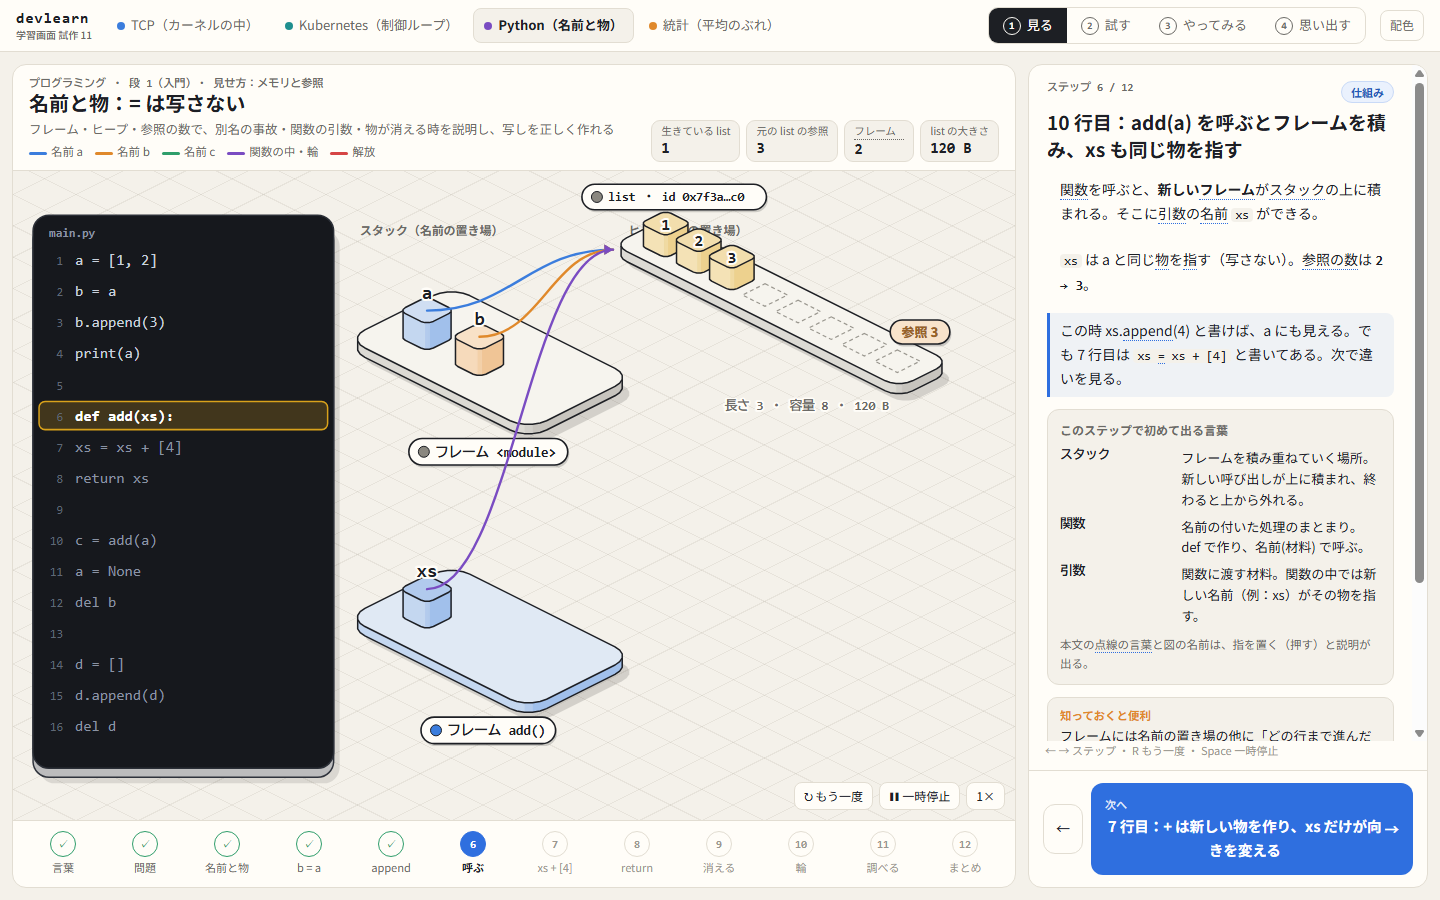 devlearn
学習画面 試作 11
TCP（カーネルの中）
Kubernetes（制御ループ）
Python（名前と物）
統計（平均のぶれ）
1 見る
2 試す
3 やってみる
4 思い出す
配色
プログラミング ・ 段 1（入門）・ 見せ方：メモリと参照
名前と物：= は写さない
フレーム・ヒープ・参照の数で、別名の事故・関数の引数・物が消える時を説明し、写しを正しく作れる
名前 a
名前 b
名前 c
関数の中・輪
解放
生きている list
1
元の list の参照
3
フレーム
2
list の大きさ
120 B
main.py
1 a = [1, 2]
2 b = a
3 b.append(3)
4 print(a)
5
6 def add(xs):
7 xs = xs + [4]
8 return xs
9
10 c = add(a)
11 a = None
12 del b
13
14 d = []
15 d.append(d)
16 del d
スタック（名前の置き場）
list ・ id 0x7f3a…c0
の置き場）
1
2
3
a
b
参照 3
長さ 3 ・ 容量 8 ・ 120 B
フレーム <module>
xs
フレーム add()
↻ もう一度
一時停止
1×
✓ 言葉
✓ 問題
✓ 名前と物
✓ b = a
✓ append
6 呼ぶ
7 xs + [4]
8 return
9 消える
10 輪
11 調べる
12 まとめ
ステップ 6 / 12
仕組み
10 行目：add(a) を呼ぶとフレームを積
み、xs も同じ物を指す
関数を呼ぶと、新しいフレームがスタックの上に積
まれる。そこに引数の名前 xs ができる。
xs は a と同じ物を指す（写さない）。参照の数は 2
→ 3。
この時 xs.append(4) と書けば、a にも見える。で
も 7 行目は xs = xs + [4] と書いてある。次で違
いを見る。
このステップで初めて出る言葉
スタック
フレームを積み重ねていく場所。
新しい呼び出しが上に積まれ、終
わると上から外れる。
関数
名前の付いた処理のまとまり。
def で作り、名前(材料) で呼ぶ。
引数
関数に渡す材料。関数の中では新
しい名前（例：xs）がその物を指
す。
本文の点線の言葉と図の名前は、指を置く（押す）と説明が
出る。
知っておくと便利
フレームには名前の置き場の他に「どの行まで進んだ
← → ステップ ・ R もう一度 ・ Space 一時停止
←
次へ
7 行目：+ は新しい物を作り、xs だけが向 →
きを変える